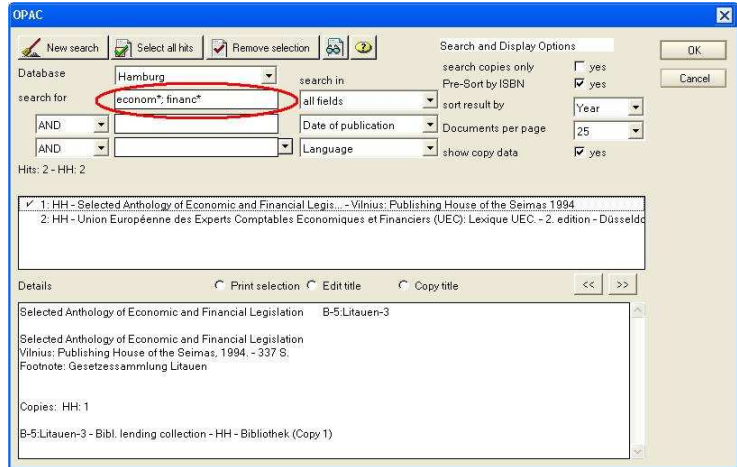 OPAC
New search Select all hits Remove selection Search and Display Options OK
Database Hamburg search in search copies only yes Cancel
search for econom*; financ* all fields Pre-Sort by ISBN yes
AND Date of publication sort result by Year
AND Language Documents per page 25
Hits: 2 - HH: 2 show copy data yes
1: HH - Selected Anthology of Economic and Financial Legis... - Vilnius: Publishing House of the Seimas 1994
2: HH - Union Européenne des Experts Comptables Economiques et Financiers (UEC): Lexique UEC. - 2. edition - Düsseldo
Details Print selection Edit title Copy title << >>
Selected Anthology of Economic and Financial Legislation B-5:Litauen-3
Selected Anthology of Economic and Financial Legislation
Vilnius: Publishing House of the Seimas, 1994. - 337 S.
Footnote: Gesetzessammlung Litauen
Copies: HH: 1
B-5:Litauen-3 - Bibl. lending collection - HH - Bibliothek (Copy 1)